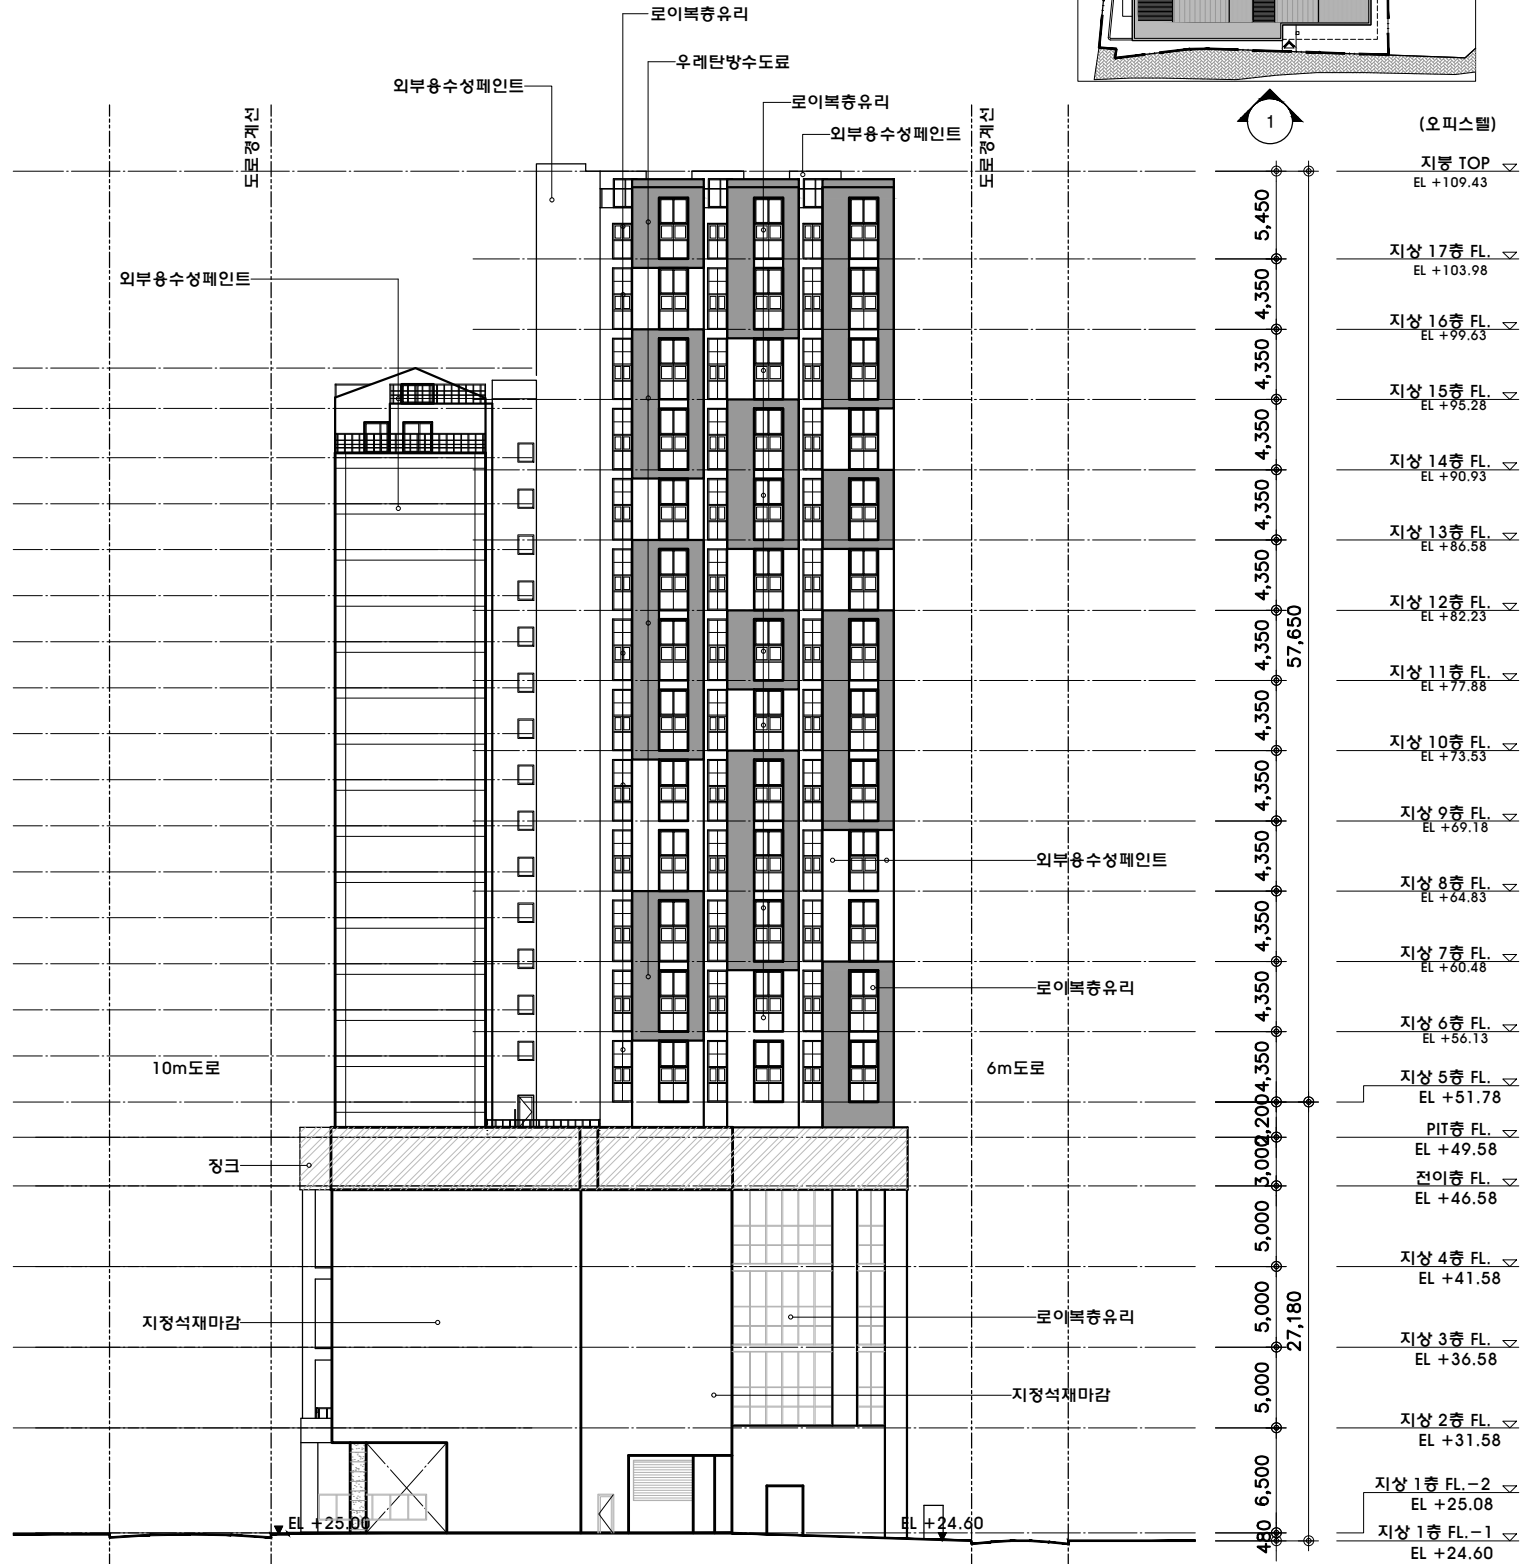 로이복층유리
우레탄방수도료
외부용수성페인트
로이복층유리
외부용수성페인트
도로경계선
도로경계선
1
(오피스텔)
지붕 TOP
EL +109.43
5,450
지상 17층 FL.
EL +103.98
4,350
외부용수성페인트
지상 16층 FL.
EL +99.63
4,350
지상 15층 FL.
EL +95.28
4,350
지상 14층 FL.
EL +90.93
4,350
지상 13층 FL.
EL +86.58
4,350
지상 12층 FL.
EL +82.23
57,650
4,350
지상 11층 FL.
EL +77.88
4,350
지상 10층 FL.
EL +73.53
4,350
지상 9층 FL.
EL +69.18
4,350
외부용수성페인트
지상 8층 FL.
EL +64.83
4,350
지상 7층 FL.
EL +60.48
4,350
로이복층유리
지상 6층 FL.
EL +56.13
4,350
10m도로
6m도로
지상 5층 FL.
EL +51.78
2,200
PIT층 FL.
EL +49.58
3,000
징크
전이층 FL.
EL +46.58
5,000
지상 4층 FL.
EL +41.58
5,000
27,180
지정석재마감
로이복층유리
지상 3층 FL.
EL +36.58
5,000
지정석재마감
지상 2층 FL.
EL +31.58
6,500
지상 1층 FL.-2
EL +25.08
EL +25.00
EL +24.60
480
지상 1층 FL.-1
EL +24.60